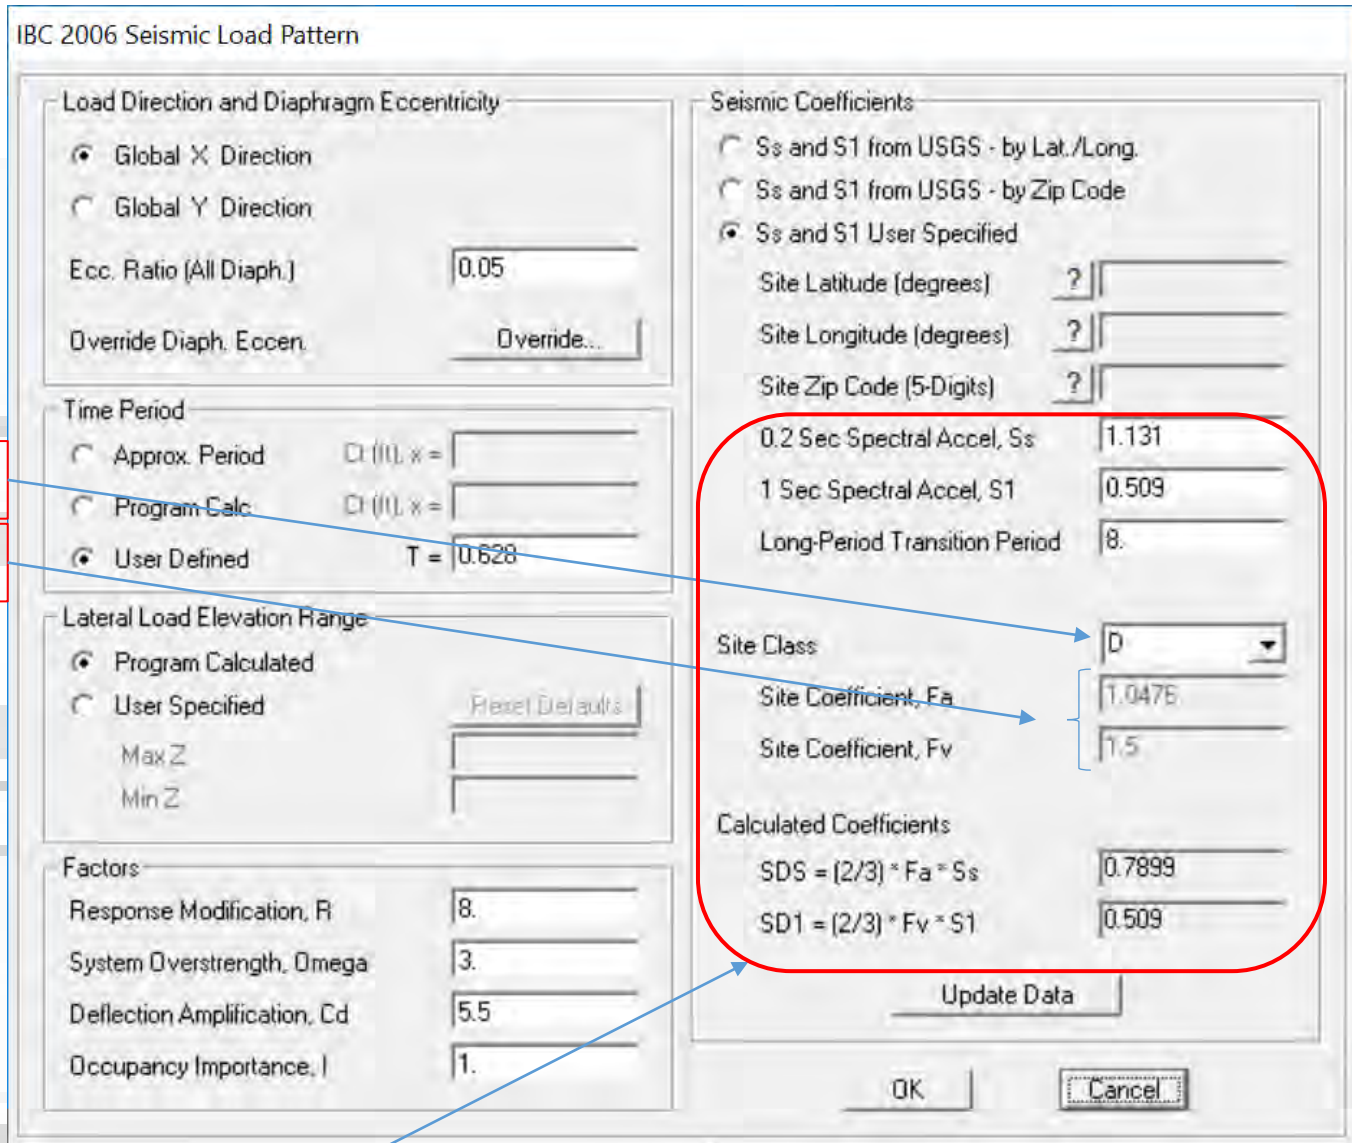 IBC 2006 Seismic Load Pattern
Load Direction and Diaphragm Eccentricity
Global X Direction
Global Y Direction
Ecc. Ratio (All Diaph.) 0.05
Override Diaph. Eccen. Override...
Time Period
Approx. Period Ct (ft), x =
Program Calc Ct (ft), x =
User Defined T = 0.628
Lateral Load Elevation Range
Program Calculated
User Specified Reset Defaults
Max Z
Min Z
Factors
Response Modification, R 8.
System Overstrength, Omega 3.
Deflection Amplification, Cd 5.5
Occupancy Importance, I 1.
Seismic Coefficients
Ss and S1 from USGS - by Lat./Long.
Ss and S1 from USGS - by Zip Code
Ss and S1 User Specified
Site Latitude (degrees) ?
Site Longitude (degrees) ?
Site Zip Code (5-Digits) ?
0.2 Sec Spectral Accel, Ss 1.131
1 Sec Spectral Accel, S1 0.509
Long-Period Transition Period 8.
Site Class D
Site Coefficient, Fa 1.0476
Site Coefficient, Fv 1.5
Calculated Coefficients
SDS = (2/3) * Fa * Ss 0.7899
SD1 = (2/3) * Fv * S1 0.509
Update Data
OK Cancel